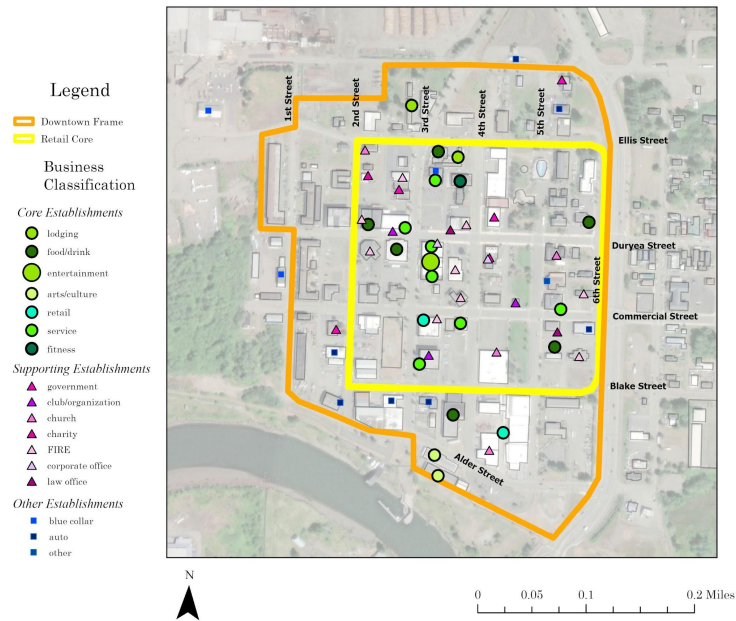 Legend
Downtown Frame
Retail Core
Business
Classification
Core Establishments
lodging
food/drink
entertainment
arts/culture
retail
service
fitness
Supporting Establishments
government
club/organization
church
charity
FIRE
corporate office
law office
Other Establishments
blue collar
auto
other
1st Street
2nd Street
3rd Street
4th Street
5th Street
6th Street
Ellis Street
Duryea Street
Commercial Street
Blake Street
Alder Street
N
0 0.05 0.1 0.2 Miles